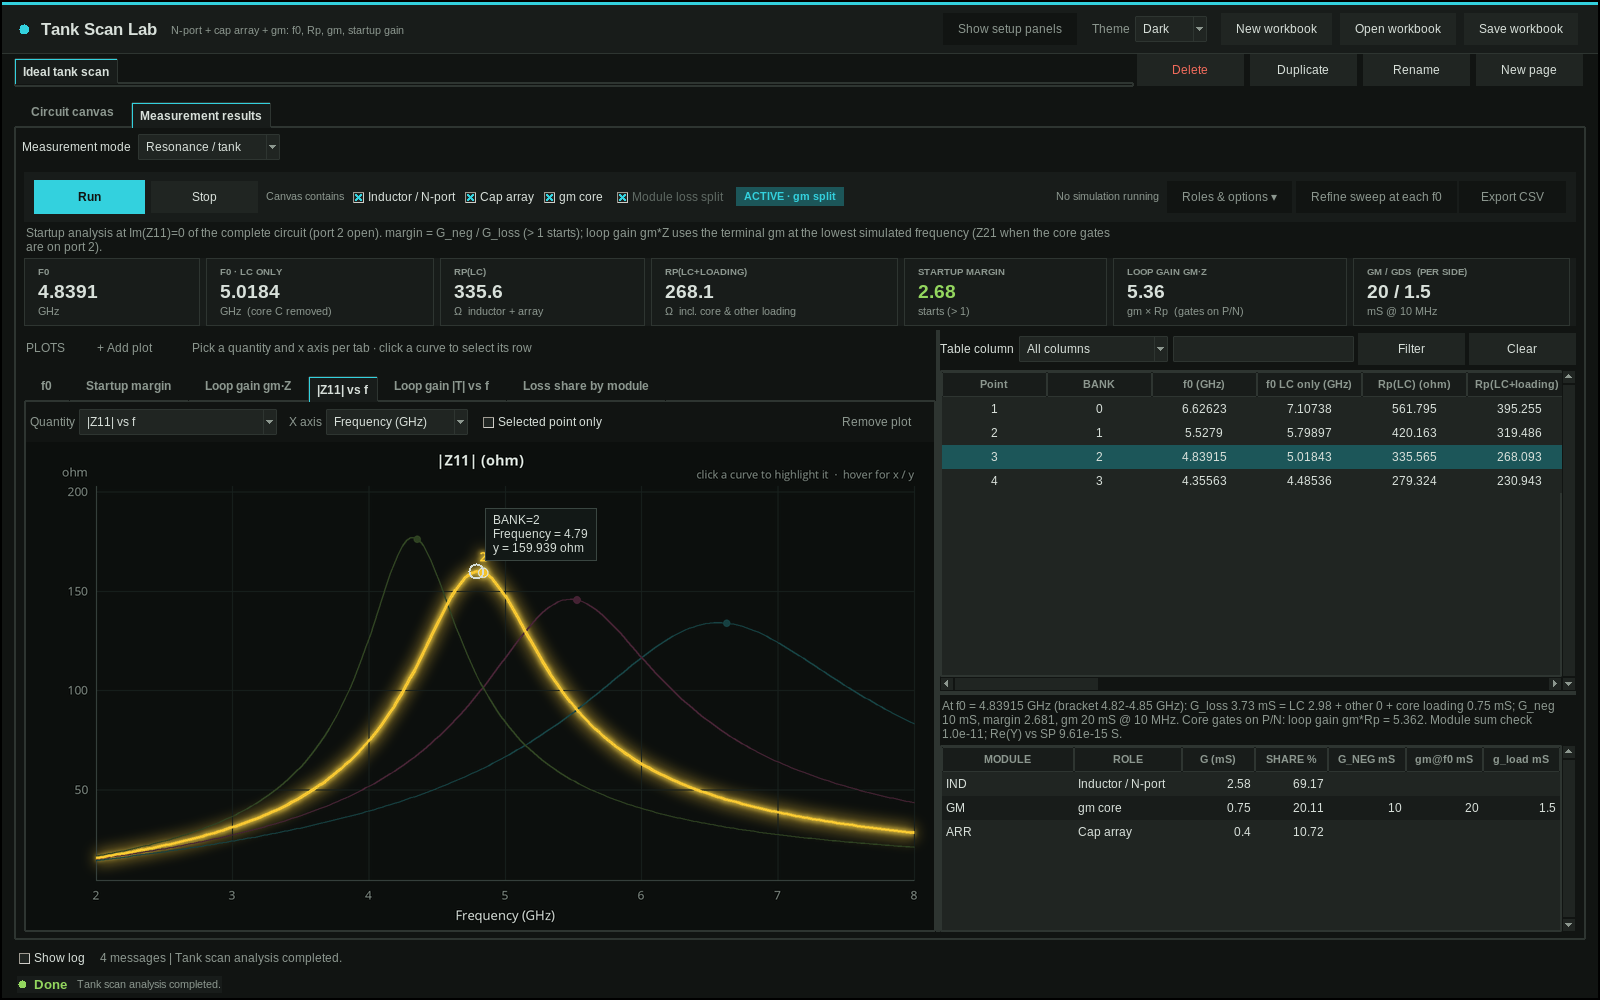 Tank Scan Lab N-port + cap array + gm: f0, Rp, gm, startup gain Show setup panels Theme Dark New workbook Open workbook Save workbook
Ideal tank scan Delete Duplicate Rename New page
Circuit canvas Measurement results
Measurement mode Resonance / tank
Run Stop Canvas contains Inductor / N-port Cap array gm core Module loss split ACTIVE · gm split No simulation running Roles & options ▾ Refine sweep at each f0 Export CSV
Startup analysis at Im(Z11)=0 of the complete circuit (port 2 open). margin = G_neg / G_loss (> 1 starts); loop gain gm*Z uses the terminal gm at the lowest simulated frequency (Z21 when the core gates
are on port 2).
F0 F0 · LC ONLY RP(LC) RP(LC+LOADING) STARTUP MARGIN LOOP GAIN GM·Z GM / GDS (PER SIDE)
4.8391 5.0184 335.6 268.1 2.68 5.36 20 / 1.5
GHz GHz (core C removed) Ω inductor + array Ω incl. core & other loading starts (> 1) gm × Rp (gates on P/N) mS @ 10 MHz
PLOTS + Add plot Pick a quantity and x axis per tab · click a curve to select its row
f0 Startup margin Loop gain gm·Z |Z11| vs f Loop gain |T| vs f Loss share by module
Quantity |Z11| vs f X axis Frequency (GHz) Selected point only Remove plot
|Z11| (ohm)
ohm click a curve to highlight it · hover for x / y
200
150
100
50
BANK=2
Frequency = 4.79
y = 159.939 ohm
2 3 4 5 6 7 8
Frequency (GHz)
Table column All columns Filter Clear
Point BANK f0 (GHz) f0 LC only (GHz) Rp(LC) (ohm) Rp(LC+loading)
1 0 6.62623 7.10738 561.795 395.255
2 1 5.5279 5.79897 420.163 319.486
3 2 4.83915 5.01843 335.565 268.093
4 3 4.35563 4.48536 279.324 230.943
At f0 = 4.83915 GHz (bracket 4.82-4.85 GHz): G_loss 3.73 mS = LC 2.98 + other 0 + core loading 0.75 mS; G_neg
10 mS, margin 2.681, gm 20 mS @ 10 MHz. Core gates on P/N: loop gain gm*Rp = 5.362. Module sum check
1.0e-11; Re(Y) vs SP 9.61e-15 S.
MODULE ROLE G (mS) SHARE % G_NEG mS gm@f0 mS g_load mS
IND Inductor / N-port 2.58 69.17
GM gm core 0.75 20.11 10 20 1.5
ARR Cap array 0.4 10.72
Show log 4 messages | Tank scan analysis completed.
Done Tank scan analysis completed.